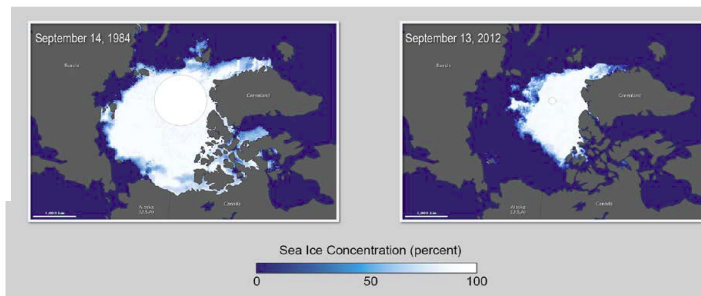 September 14, 1984
September 13, 2012
Russia
Greenland
Alaska
(U.S.A)
Canada
Russia
Greenland
Alaska
(U.S.A)
Canada
Sea Ice Concentration (percent)
0
50
100